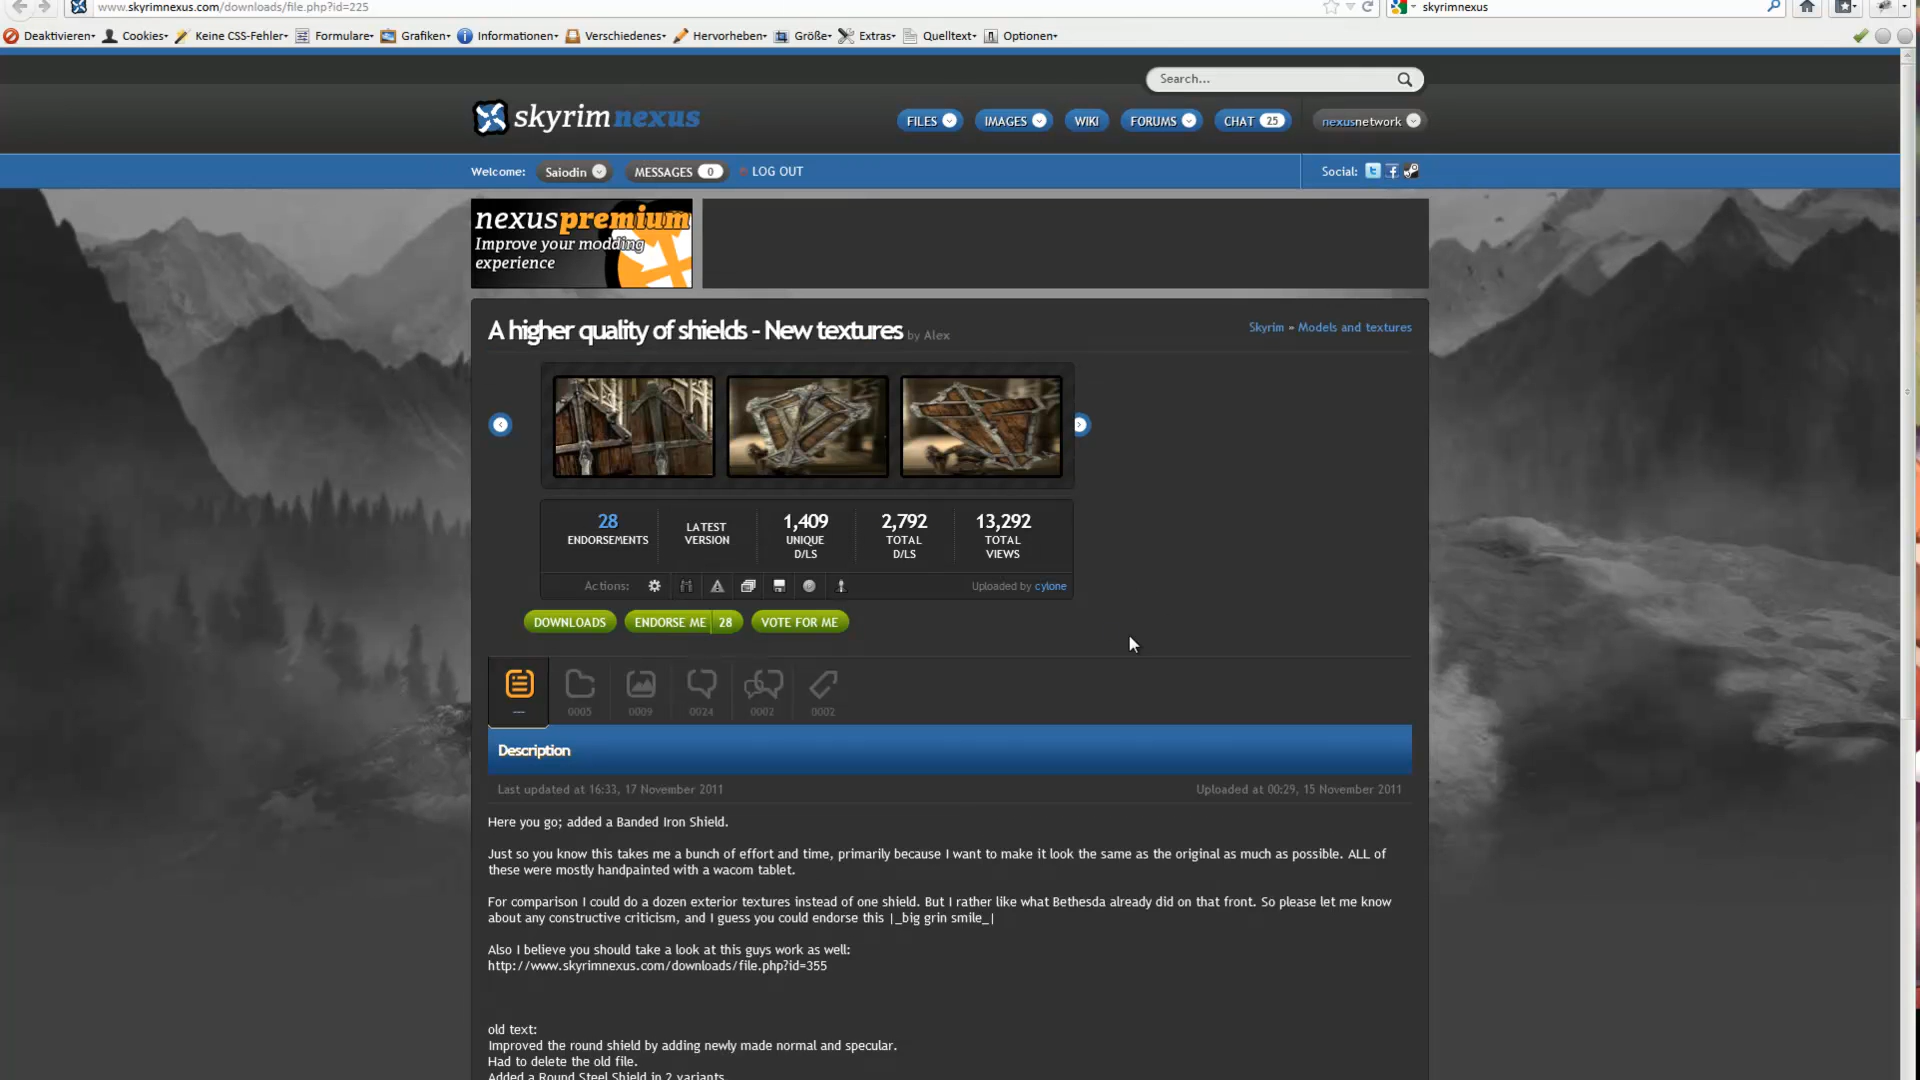 www.skyrimnexus.com/downloads/file.php?id=225
skyrimnexus
Deaktivieren Cookies Keine CSS-Fehler Formulare Grafiken Informationen Verschiedenes Hervorheben Größe Extras Quelltext Optionen
Search...
skyrimnexus
FILES IMAGES WIKI FORUMS CHAT 25 nexusnetwork
Welcome: Saiodin MESSAGES 0 LOG OUT Social:
nexuspremium
Improve your modding
experience
A higher quality of shields - New textures by Alex
Skyrim » Models and textures
28 ENDORSEMENTS
LATEST VERSION
1,409 UNIQUE D/LS
2,792 TOTAL D/LS
13,292 TOTAL VIEWS
Actions: Uploaded by cylone
DOWNLOADS ENDORSE ME 28 VOTE FOR ME
--- 0005 0009 0024 0002 0002
Description
Last updated at 16:33, 17 November 2011 Uploaded at 00:29, 15 November 2011
Here you go; added a Banded Iron Shield.
Just so you know this takes me a bunch of effort and time, primarily because I want to make it look the same as the original as much as possible. ALL of
these were mostly handpainted with a wacom tablet.
For comparison I could do a dozen exterior textures instead of one shield. But I rather like what Bethesda already did on that front. So please let me know
about any constructive criticism, and I guess you could endorse this |_big grin smile_|
Also I believe you should take a look at this guys work as well:
http://www.skyrimnexus.com/downloads/file.php?id=355
old text:
Improved the round shield by adding newly made normal and specular.
Had to delete the old file.
Added a Round Steel Shield in 2 variants